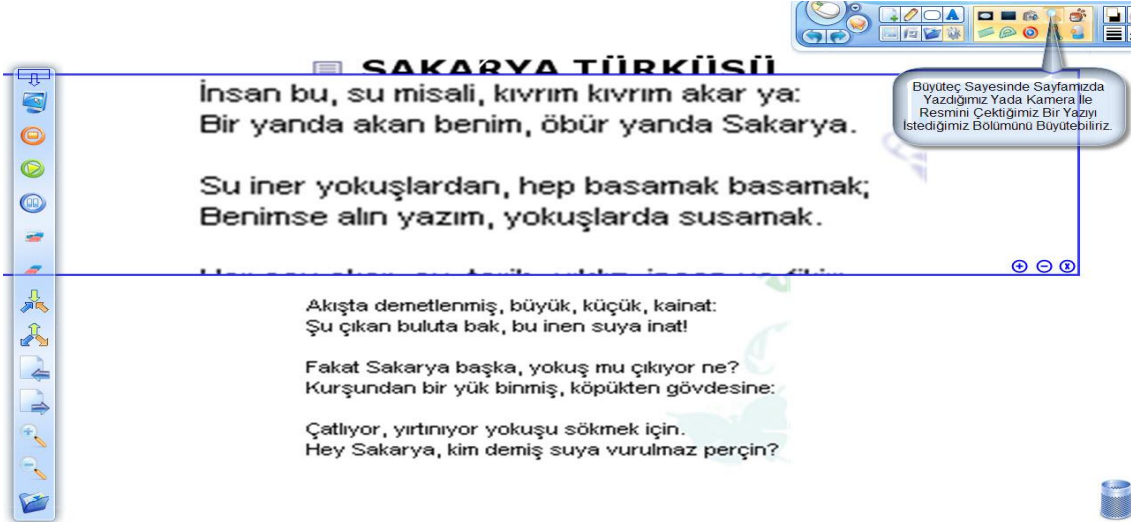 SAKARYA TÜRKÜSÜ
İnsan bu, su misali, kıvrım kıvrım akar ya:
Bir yanda akan benim, öbür yanda Sakarya.
Su iner yokuşlardan, hep basamak basamak;
Benimse alın yazım, yokuşlarda susamak.
Akışta demetlenmiş, büyük, küçük, kainat:
Şu çıkan buluta bak, bu inen suya inat!
Fakat Sakarya başka, yokuş mu çıkıyor ne?
Kurşundan bir yük binmiş, köpükten gövdesine:
Çatlıyor, yırtınıyor yokuşu sökmek için.
Hey Sakarya, kim demiş suya vurulmaz perçin?
Büyüteç Sayesinde Sayfamızda
Yazdığımız Yada Kamera İle
Resmini Çektiğimiz Bir Yazıyı
İstediğimiz Bölümünü Büyütebiliriz.